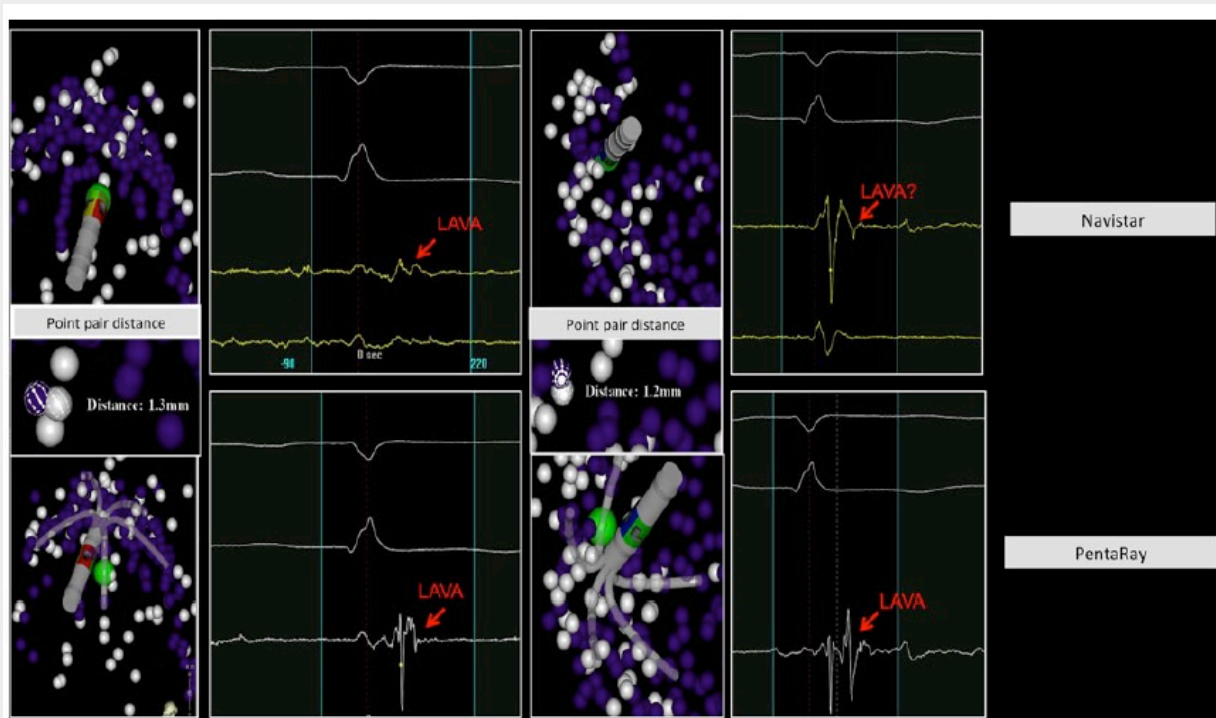 LAVA
LAVA?
Navistar
Point pair distance
Point pair distance
0 sec
-90
220
Distance: 1.3mm
Distance: 1.2mm
PentaRay
LAVA
LAVA